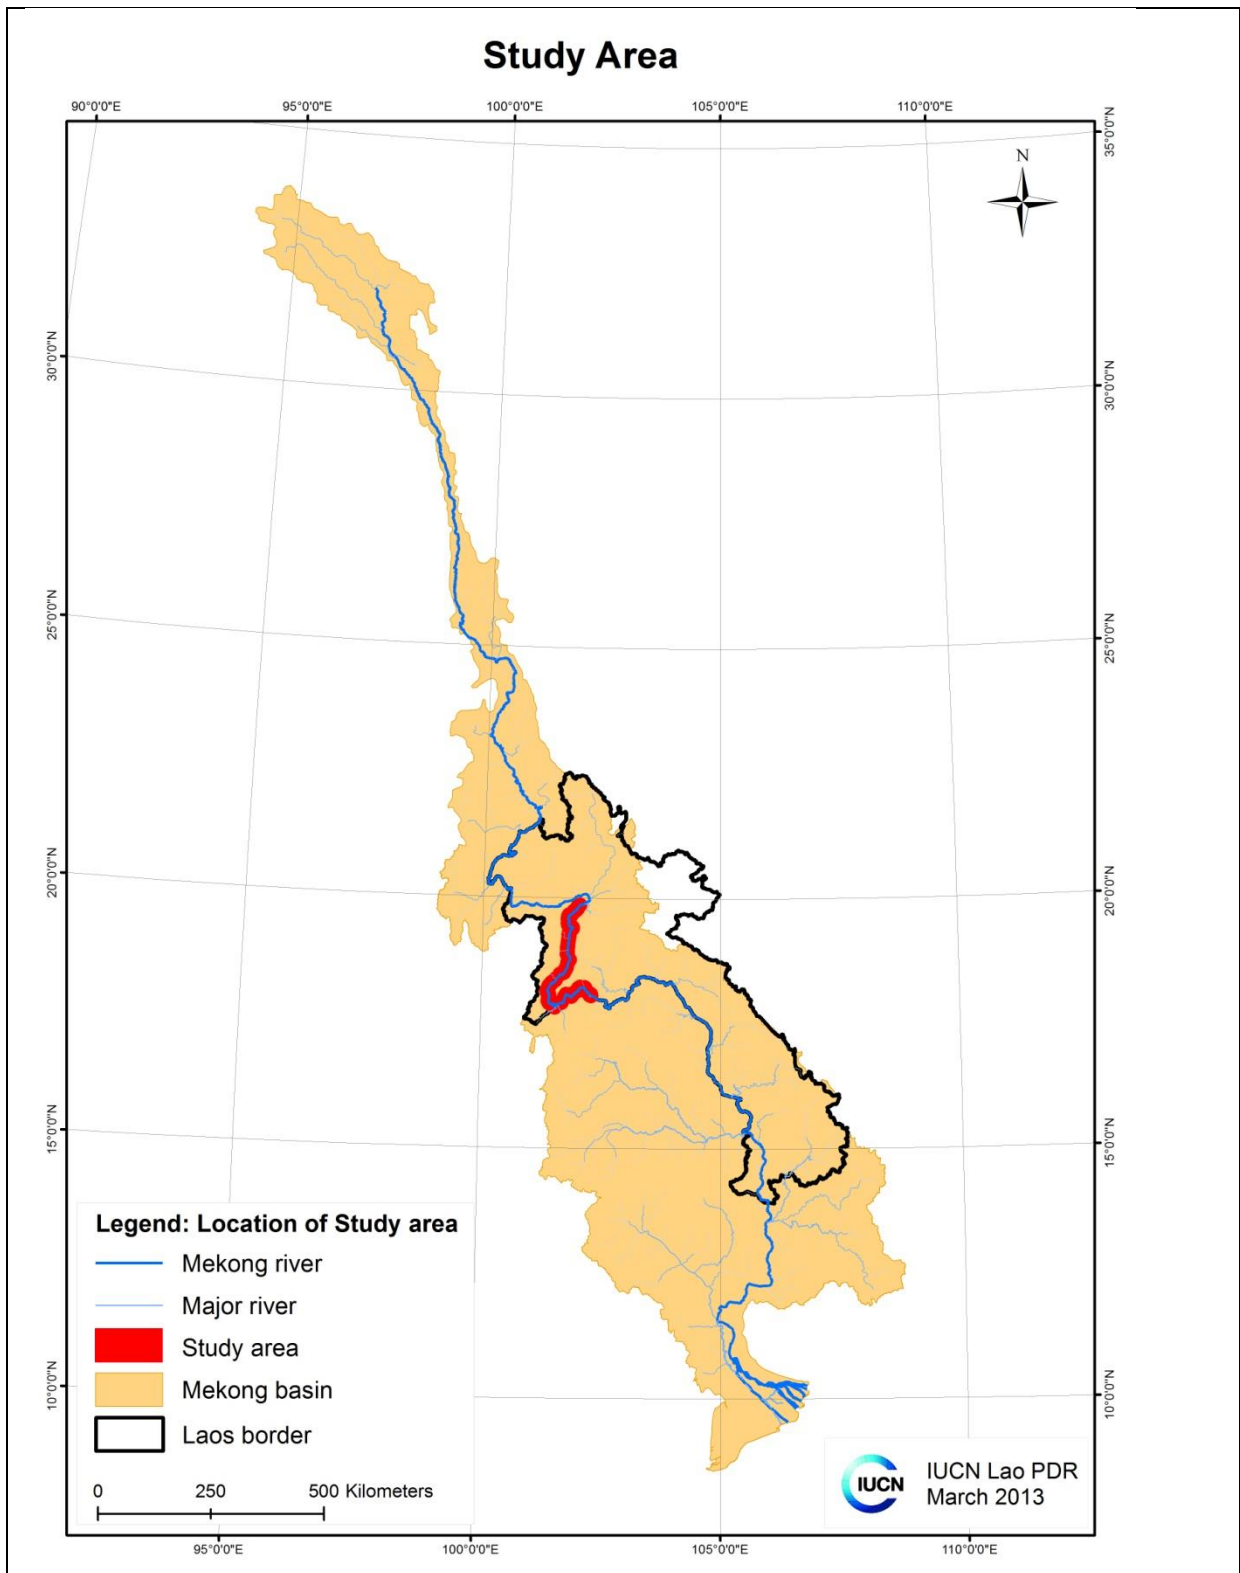 Study Area
90°0'0"E 95°0'0"E 100°0'0"E 105°0'0"E 110°0'0"E
35°0'0"N
N
30°0'0"N
30°0'0"N
25°0'0"N
25°0'0"N
20°0'0"N
20°0'0"N
15°0'0"N
15°0'0"N
10°0'0"N
10°0'0"N
Legend: Location of Study area
Mekong river
Major river
Study area
Mekong basin
Laos border
0 250 500 Kilometers
IUCN
IUCN Lao PDR
March 2013
95°0'0"E 100°0'0"E 105°0'0"E 110°0'0"E